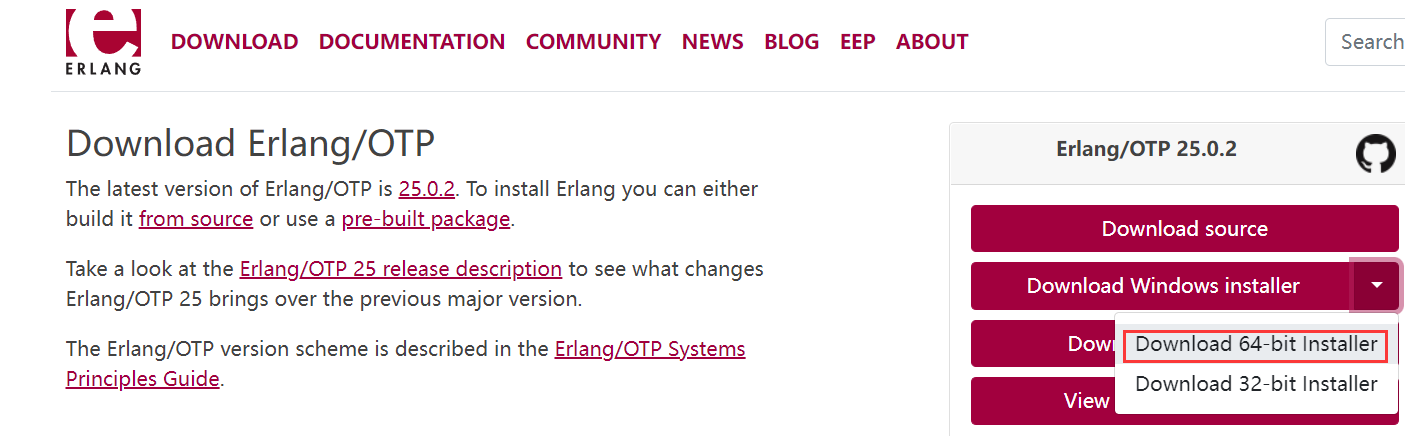 ERLANG
DOWNLOAD DOCUMENTATION COMMUNITY NEWS BLOG EEP ABOUT
Search
Download Erlang/OTP
The latest version of Erlang/OTP is 25.0.2. To install Erlang you can either
build it from source or use a pre-built package.
Take a look at the Erlang/OTP 25 release description to see what changes
Erlang/OTP 25 brings over the previous major version.
The Erlang/OTP version scheme is described in the Erlang/OTP Systems
Principles Guide.
Erlang/OTP 25.0.2
Download source
Download Windows installer
Download 64-bit Installer
Download 32-bit Installer
View